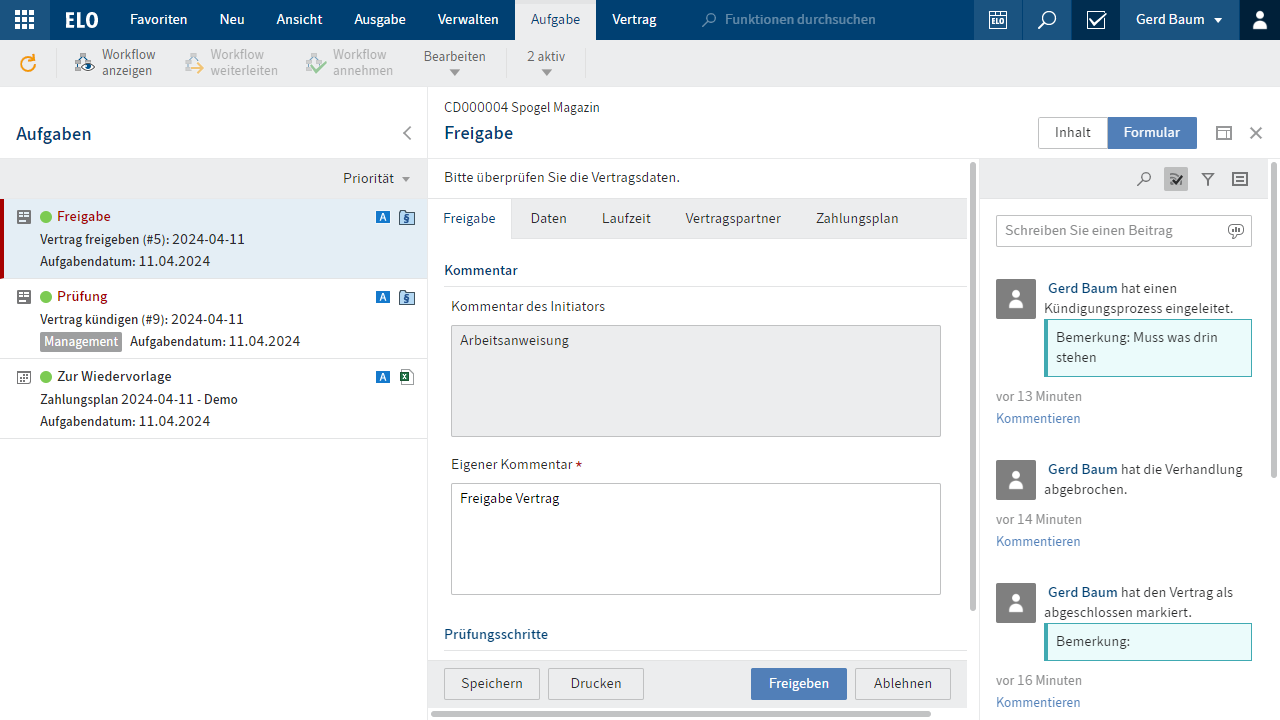 ELO Favoriten Neu Ansicht Ausgabe Verwalten Aufgabe Vertrag Funktionen durchsuchen ELO Gerd Baum
Workflow anzeigen
Workflow weiterleiten
Workflow annehmen
Bearbeiten
2 aktiv
Aufgaben
Priorität
Freigabe A §
Vertrag freigeben (#5): 2024-04-11
Aufgabendatum: 11.04.2024
Prüfung A §
Vertrag kündigen (#9): 2024-04-11
Management Aufgabendatum: 11.04.2024
Zur Wiedervorlage A X
Zahlungsplan 2024-04-11 - Demo
Aufgabendatum: 11.04.2024
CD000004 Spogel Magazin
Freigabe
Inhalt Formular
Bitte überprüfen Sie die Vertragsdaten.
Freigabe Daten Laufzeit Vertragspartner Zahlungsplan
Kommentar
Kommentar des Initiators
Arbeitsanweisung
Eigener Kommentar *
Freigabe Vertrag
Prüfungsschritte
Speichern Drucken Freigeben Ablehnen
Schreiben Sie einen Beitrag
Gerd Baum hat einen
Kündigungsprozess eingeleitet.
Bemerkung: Muss was drin
stehen
vor 13 Minuten
Kommentieren
Gerd Baum hat die Verhandlung
abgebrochen.
vor 14 Minuten
Kommentieren
Gerd Baum hat den Vertrag als
abgeschlossen markiert.
Bemerkung:
vor 16 Minuten
Kommentieren